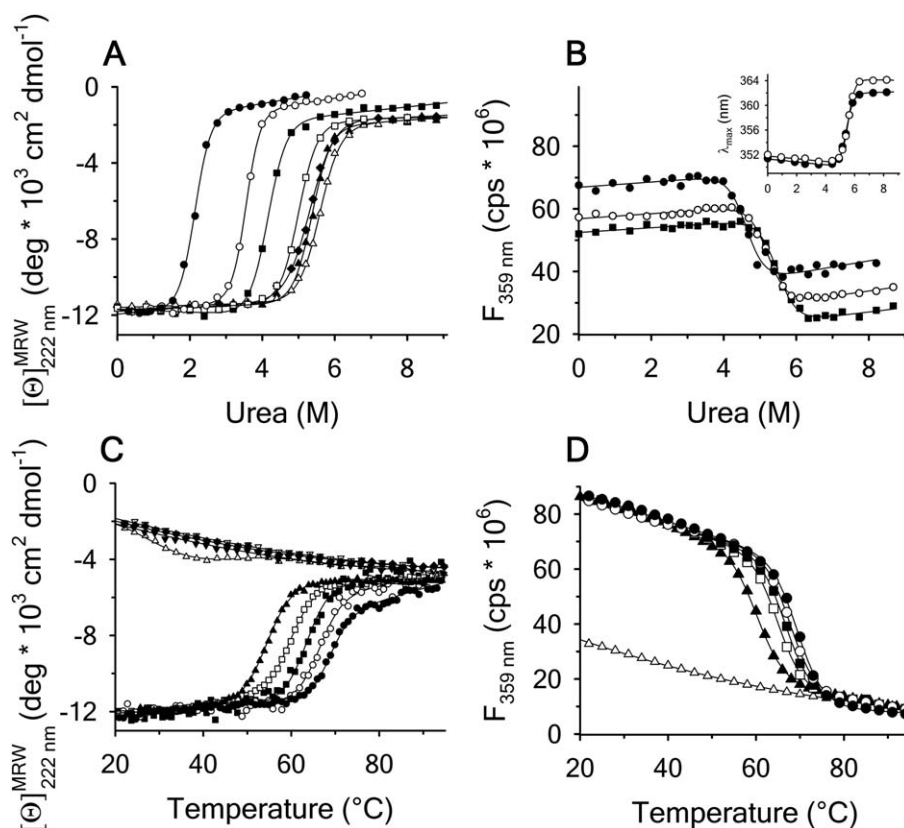 A
[Θ]MRW 222 nm (deg * 10³ cm² dmol⁻¹)
0
-4
-8
-12
0 2 4 6 8
Urea (M)
B
F359 nm (cps * 10⁶)
80
60
40
20
0 2 4 6 8
Urea (M)
λmax (nm)
364
362
352
0 2 4 6 8
C
[Θ]MRW 222 nm (deg * 10³ cm² dmol⁻¹)
0
-4
-8
-12
20 40 60 80
Temperature (°C)
D
F359 nm (cps * 10⁶)
80
60
40
20
0
20 40 60 80
Temperature (°C)